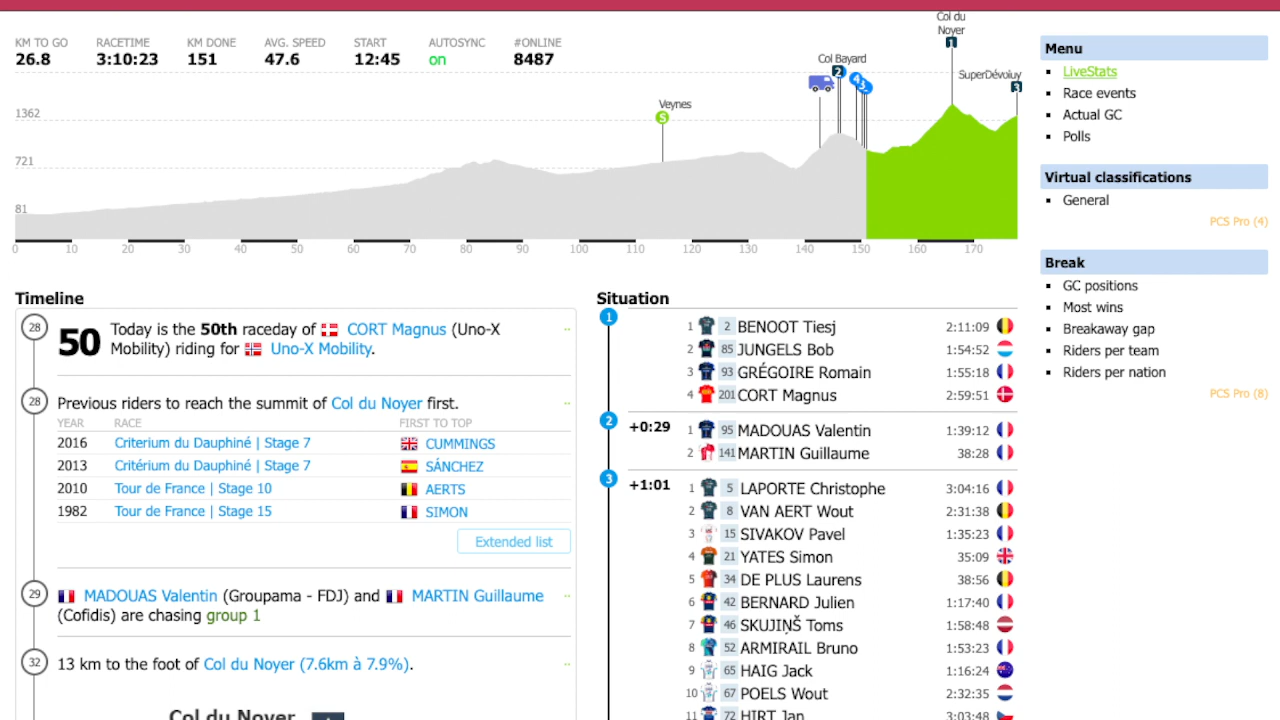 KM TO GO RACETIME KM DONE AVG. SPEED START AUTOSYNC #ONLINE
26.8 3:10:23 151 47.6 12:45 on 8487
Col du
Noyer
1
Col Bayard
2
4
3
SuperDévoluy
3
Veynes
S
1362
721
81
0 10 20 30 40 50 60 70 80 90 100 110 120 130 140 150 160 170
Menu
LiveStats
Race events
Actual GC
Polls
Virtual classifications
General
PCS Pro (4)
Break
GC positions
Most wins
Breakaway gap
Riders per team
Riders per nation
PCS Pro (8)
Timeline
28
50 Today is the 50th raceday of CORT Magnus (Uno-X
Mobility) riding for Uno-X Mobility.
28
Previous riders to reach the summit of Col du Noyer first.
YEAR RACE FIRST TO TOP
2016 Criterium du Dauphiné | Stage 7 CUMMINGS
2013 Critérium du Dauphiné | Stage 7 SÁNCHEZ
2010 Tour de France | Stage 10 AERTS
1982 Tour de France | Stage 15 SIMON
Extended list
29
MADOUAS Valentin (Groupama - FDJ) and MARTIN Guillaume
(Cofidis) are chasing group 1
32
13 km to the foot of Col du Noyer (7.6km à 7.9%).
Col du Noyer
Situation
1
1 2 BENOOT Tiesj 2:11:09
2 85 JUNGELS Bob 1:54:52
3 93 GRÉGOIRE Romain 1:55:18
4 201 CORT Magnus 2:59:51
2 +0:29
1 95 MADOUAS Valentin 1:39:12
2 141 MARTIN Guillaume 38:28
3 +1:01
1 5 LAPORTE Christophe 3:04:16
2 8 VAN AERT Wout 2:31:38
3 15 SIVAKOV Pavel 1:35:23
4 21 YATES Simon 35:09
5 34 DE PLUS Laurens 38:56
6 42 BERNARD Julien 1:17:40
7 46 SKUJIŅŠ Toms 1:58:48
8 52 ARMIRAIL Bruno 1:53:23
9 65 HAIG Jack 1:16:24
10 67 POELS Wout 2:32:35
11 72 HIRT Jan 3:03:48